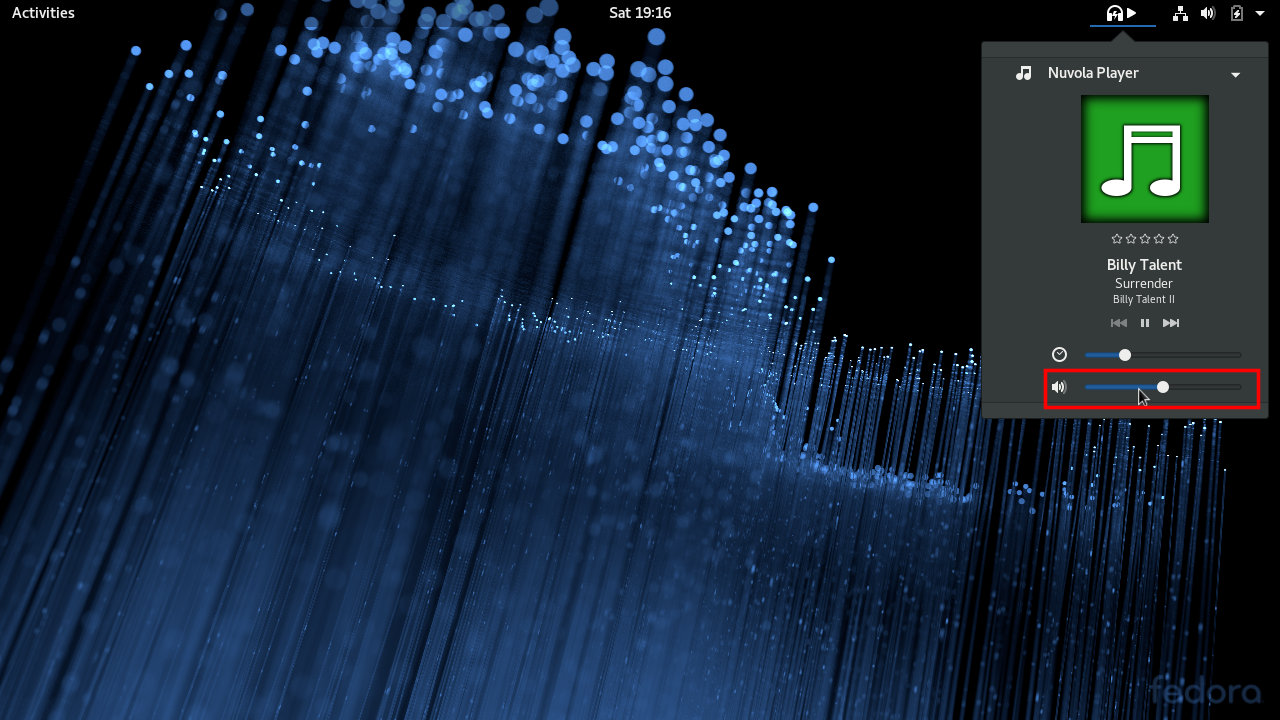 Activities
Sat 19:16
Nuvola Player
Billy Talent
Surrender
Billy Talent II
fedora